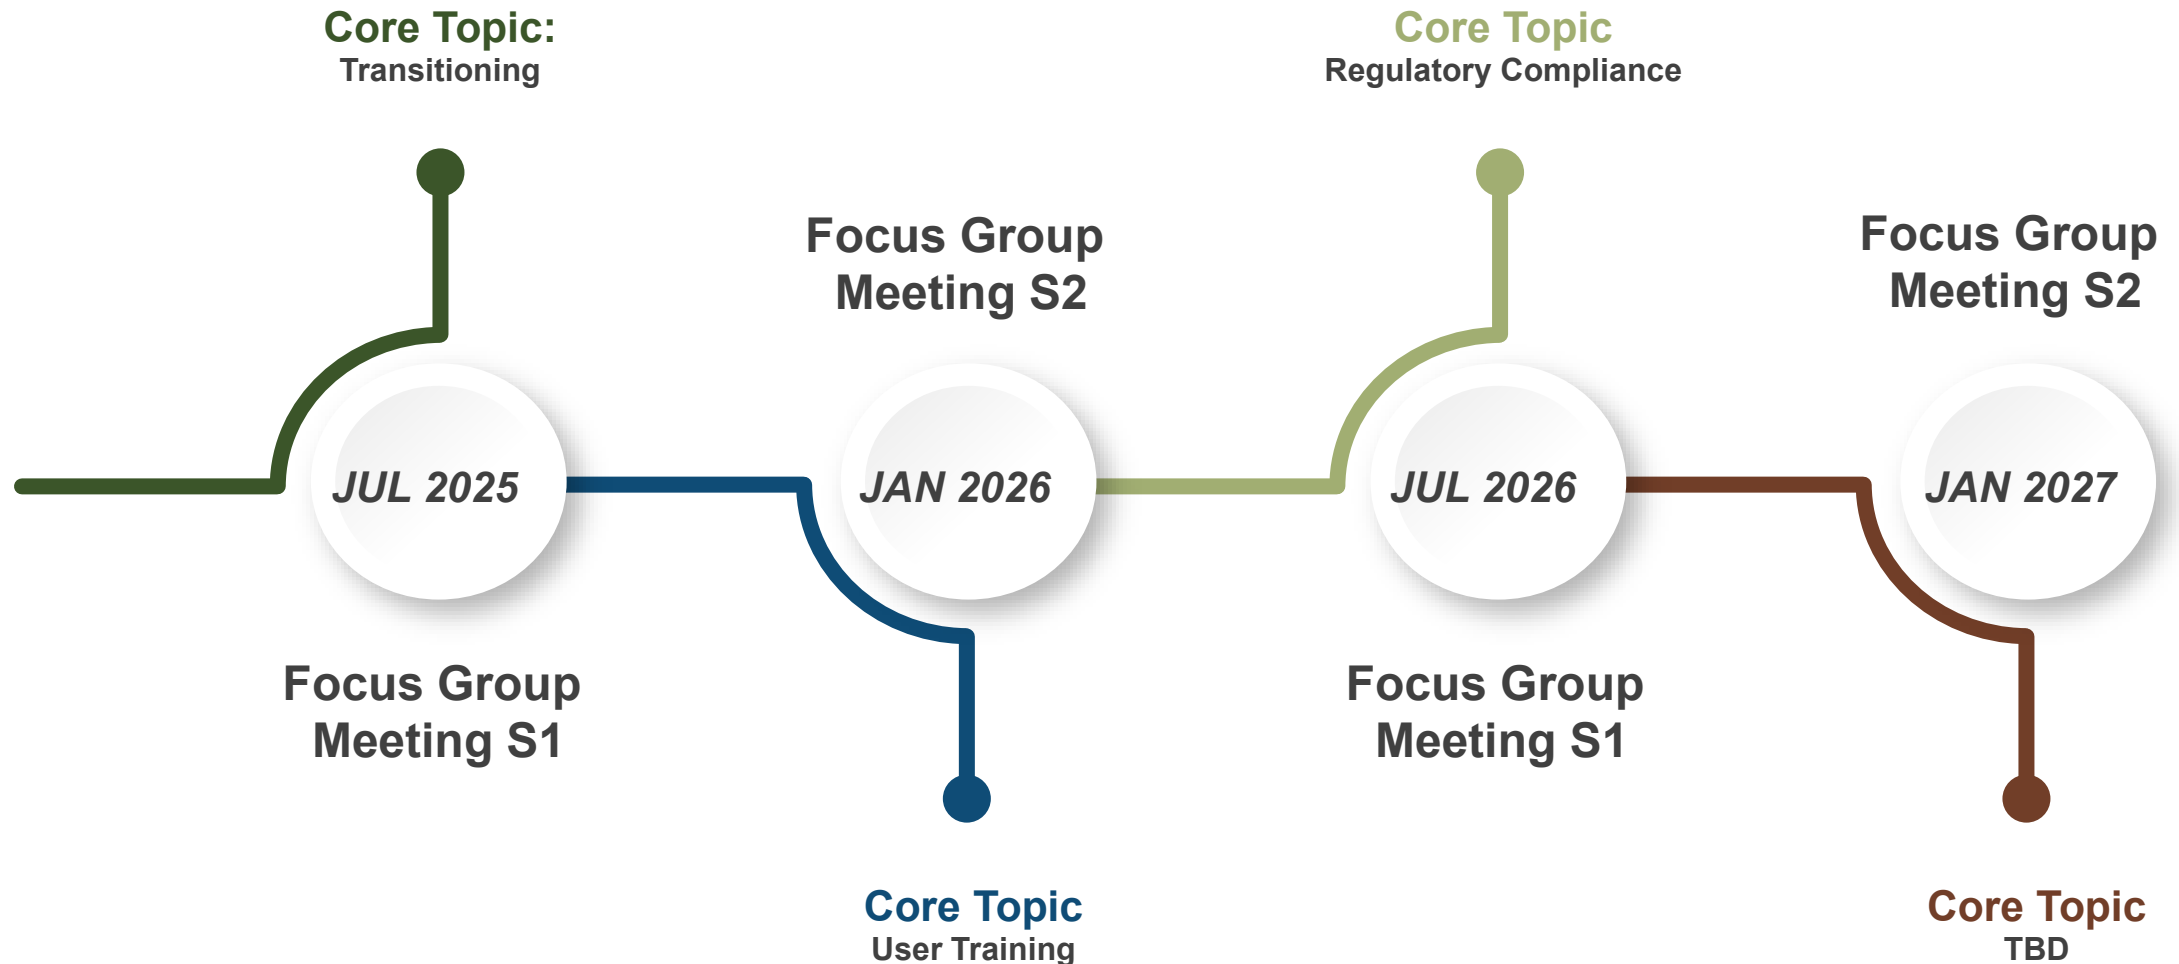 Core Topic:
Transitioning
JUL 2025
Focus Group
Meeting S1
Focus Group
Meeting S2
JAN 2026
Core Topic
User Training
Core Topic
Regulatory Compliance
JUL 2026
Focus Group
Meeting S1
Focus Group
Meeting S2
JAN 2027
Core Topic
TBD